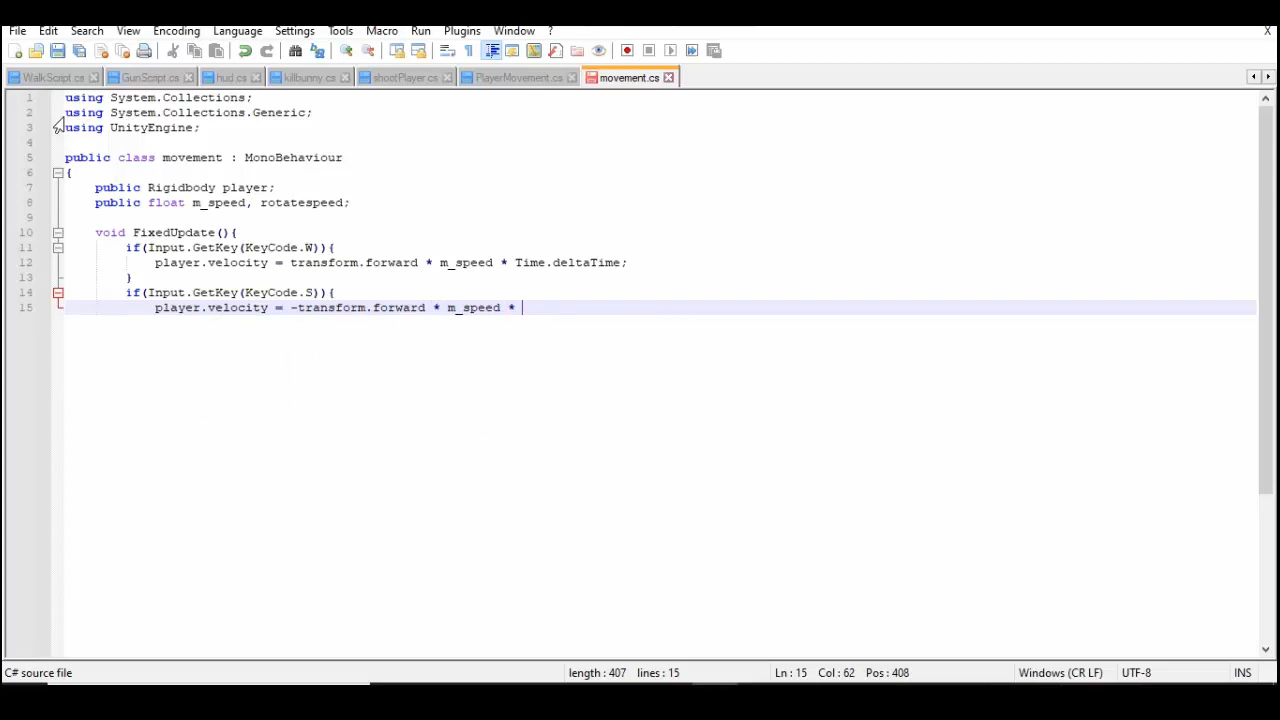 File Edit Search View Encoding Language Settings Tools Macro Run Plugins Window ? X
WalkScript.cs GunScript.cs hud.cs killbunny.cs shootPlayer.cs PlayerMovement.cs movement.cs
1 using System.Collections;
2 using System.Collections.Generic;
3 using UnityEngine;
4
5 public class movement : MonoBehaviour
6 {
7 public Rigidbody player;
8 public float m_speed, rotatespeed;
9
10 void FixedUpdate(){
11 if(Input.GetKey(KeyCode.W)){
12 player.velocity = transform.forward * m_speed * Time.deltaTime;
13 }
14 if(Input.GetKey(KeyCode.S)){
15 player.velocity = -transform.forward * m_speed *
C# source file length : 407 lines : 15 Ln : 15 Col : 62 Pos : 408 Windows (CR LF) UTF-8 INS